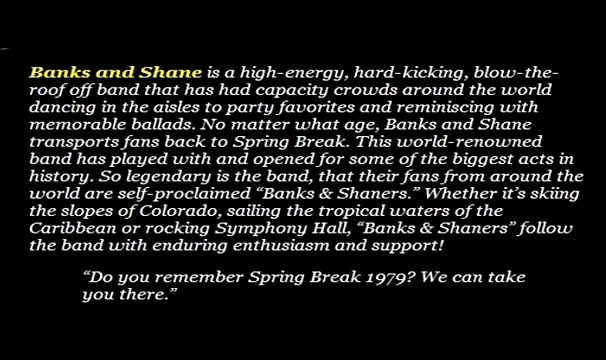 Banks and Shane is a high-energy, hard-kicking, blow-the-
roof off band that has had capacity crowds around the world
dancing in the aisles to party favorites and reminiscing with
memorable ballads. No matter what age, Banks and Shane
transports fans back to Spring Break. This world-renowned
band has played with and opened for some of the biggest acts in
history. So legendary is the band, that their fans from around the
world are self-proclaimed “Banks & Shaners.” Whether it’s skiing
the slopes of Colorado, sailing the tropical waters of the
Caribbean or rocking Symphony Hall, “Banks & Shaners” follow
the band with enduring enthusiasm and support!
“Do you remember Spring Break 1979? We can take
you there.”